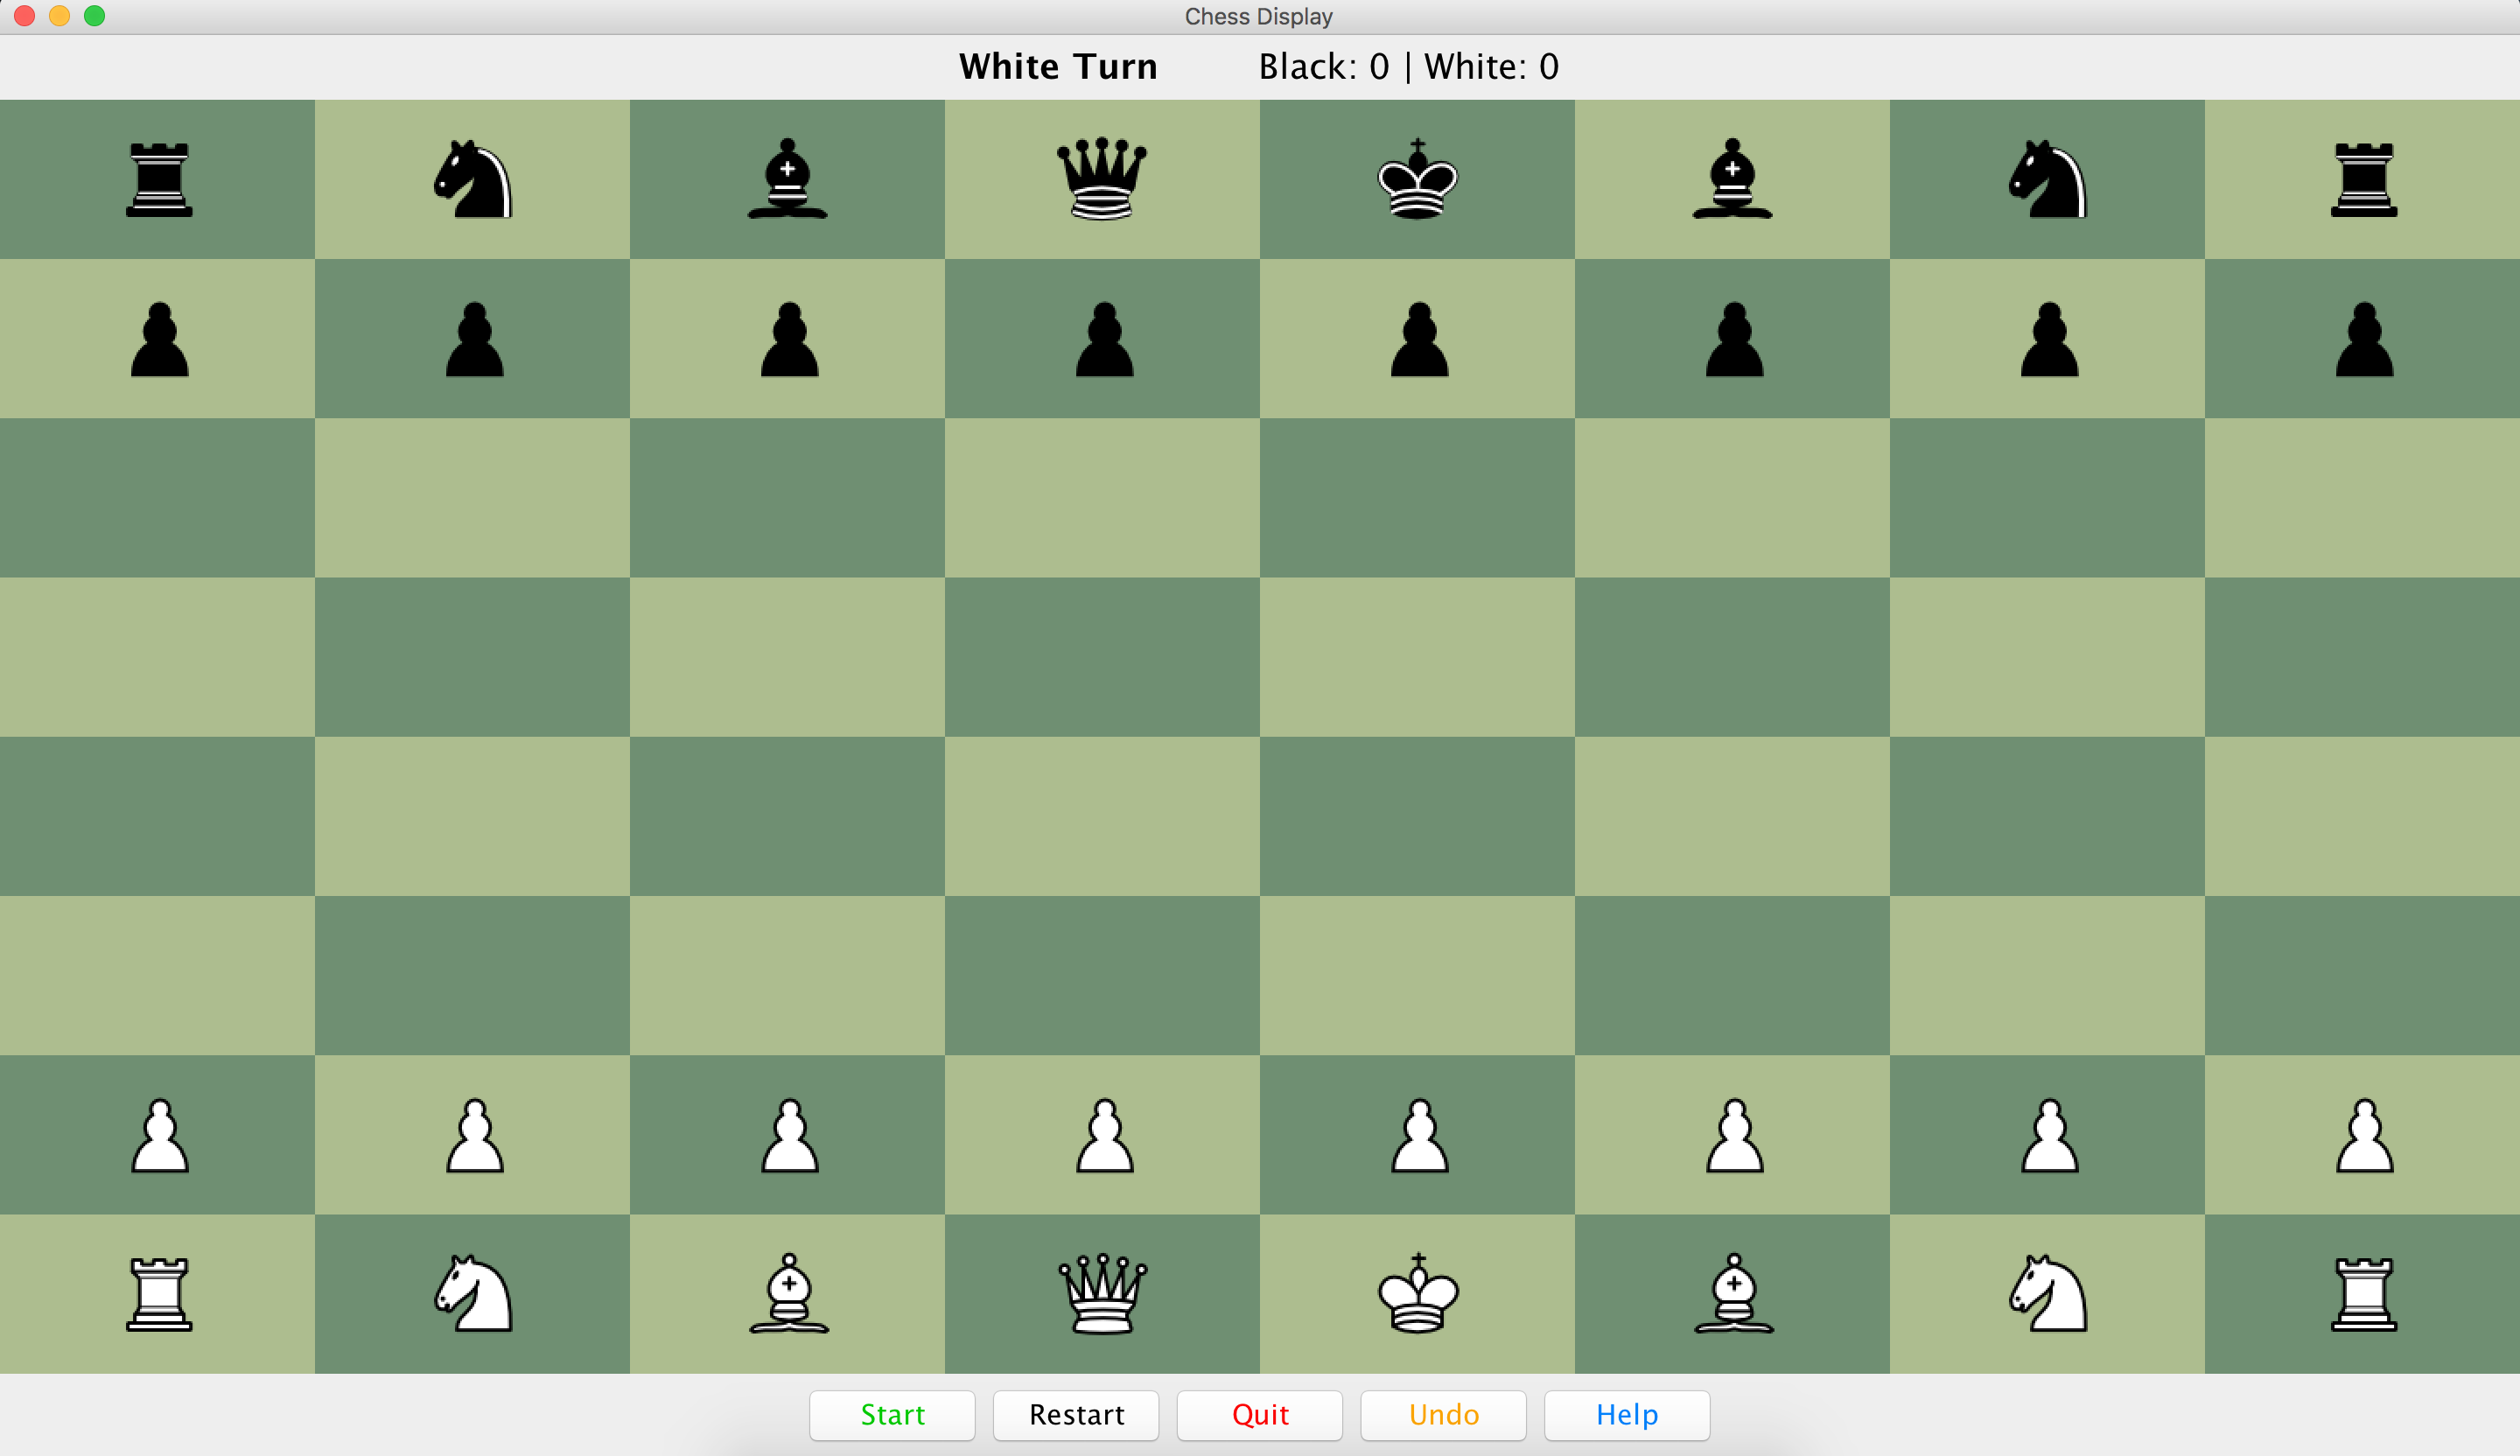 Chess Display
White Turn Black: 0 | White: 0
Start Restart Quit Undo Help